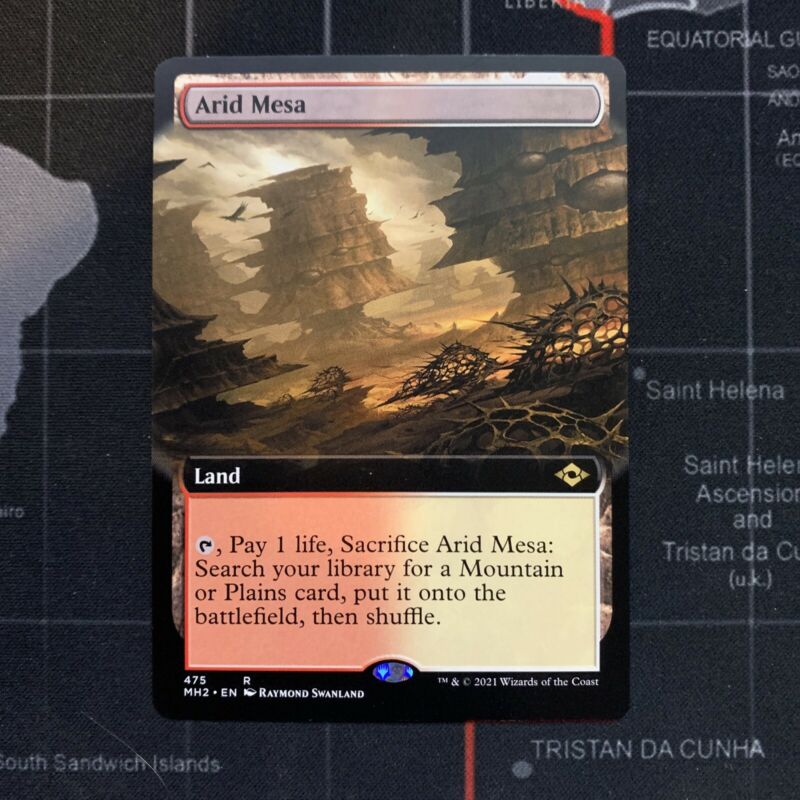 LIBERIA
EQUATORIAL GU
SAO
AND
An
(EC
Arid Mesa
Saint Helena
Land
Saint Helen
Ascension
and
Tristan da Cu
(u.k.)
, Pay 1 life, Sacrifice Arid Mesa:
Search your library for a Mountain
or Plains card, put it onto the
battlefield, then shuffle.
475 R
MH2 • EN RAYMOND SWANLAND
™ & © 2021 Wizards of the Coast
South Sandwich Islands
TRISTAN DA CUNHA